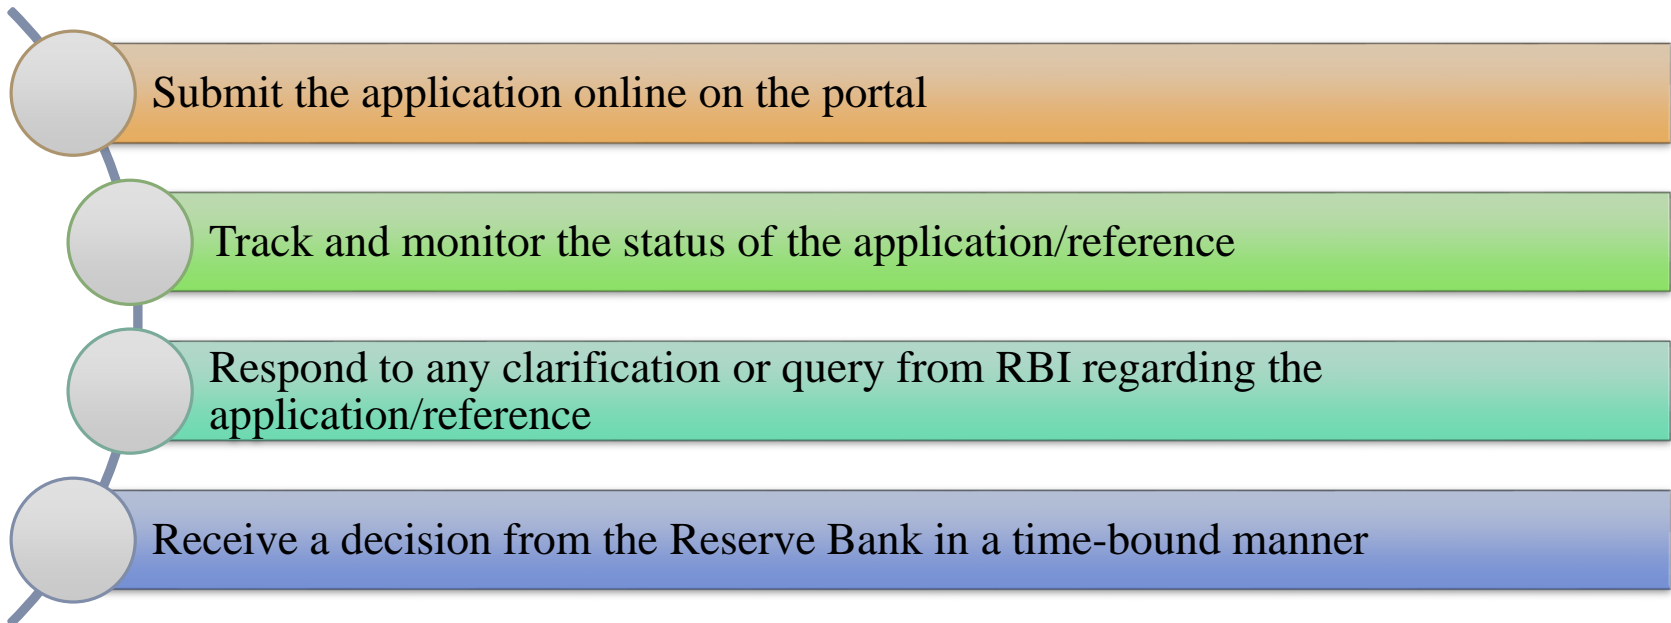 Submit the application online on the portal
Track and monitor the status of the application/reference
Respond to any clarification or query from RBI regarding the
application/reference
Receive a decision from the Reserve Bank in a time-bound manner